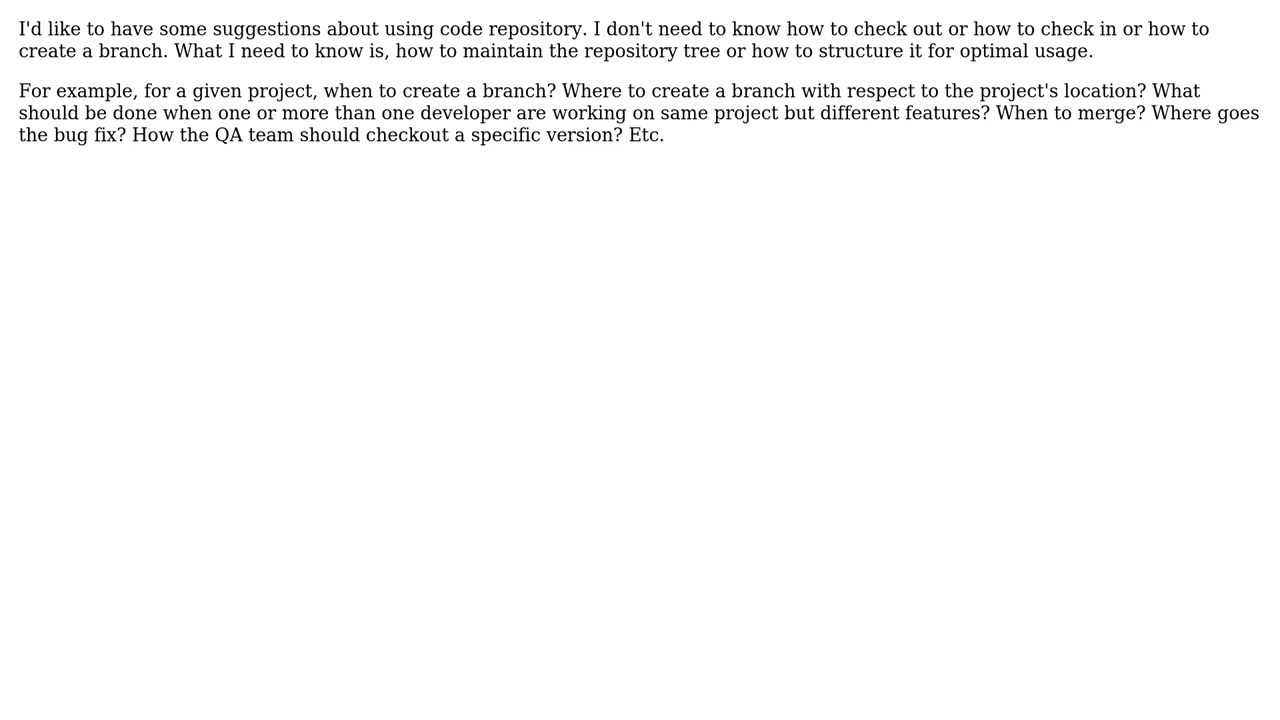 I'd like to have some suggestions about using code repository. I don't need to know how to check out or how to check in or how to
create a branch. What I need to know is, how to maintain the repository tree or how to structure it for optimal usage.
For example, for a given project, when to create a branch? Where to create a branch with respect to the project's location? What
should be done when one or more than one developer are working on same project but different features? When to merge? Where goes
the bug fix? How the QA team should checkout a specific version? Etc.